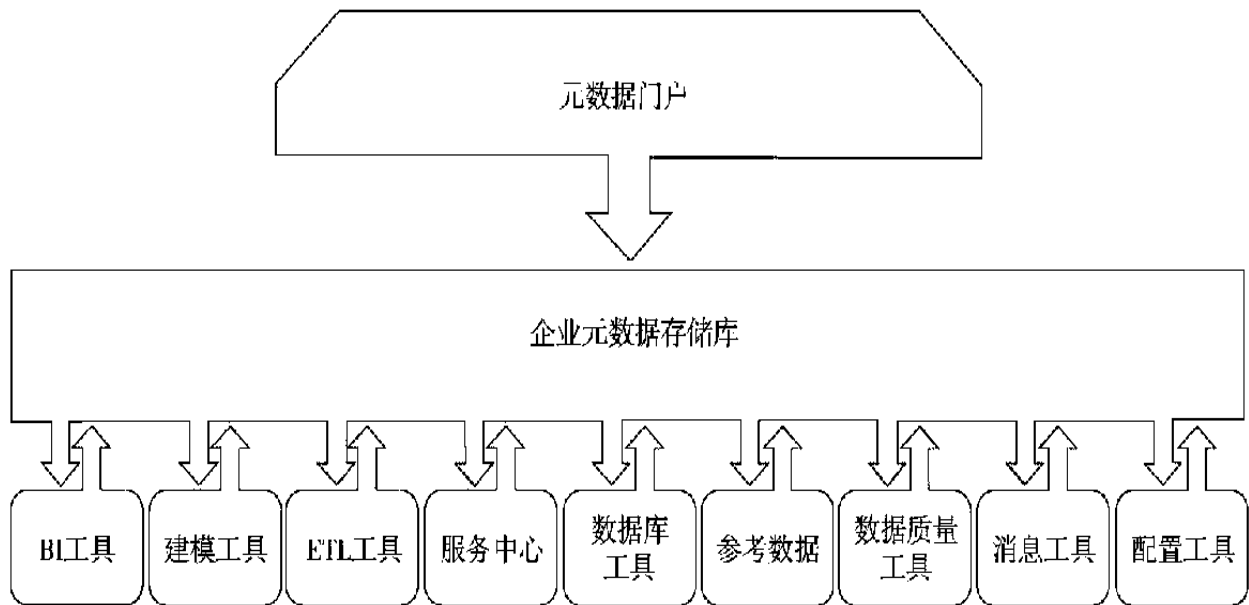 元数据门户
企业元数据存储库
BI工具
建模工具
ETL工具
服务中心
数据库
工具
参考数据
数据质量
工具
消息工具
配置工具